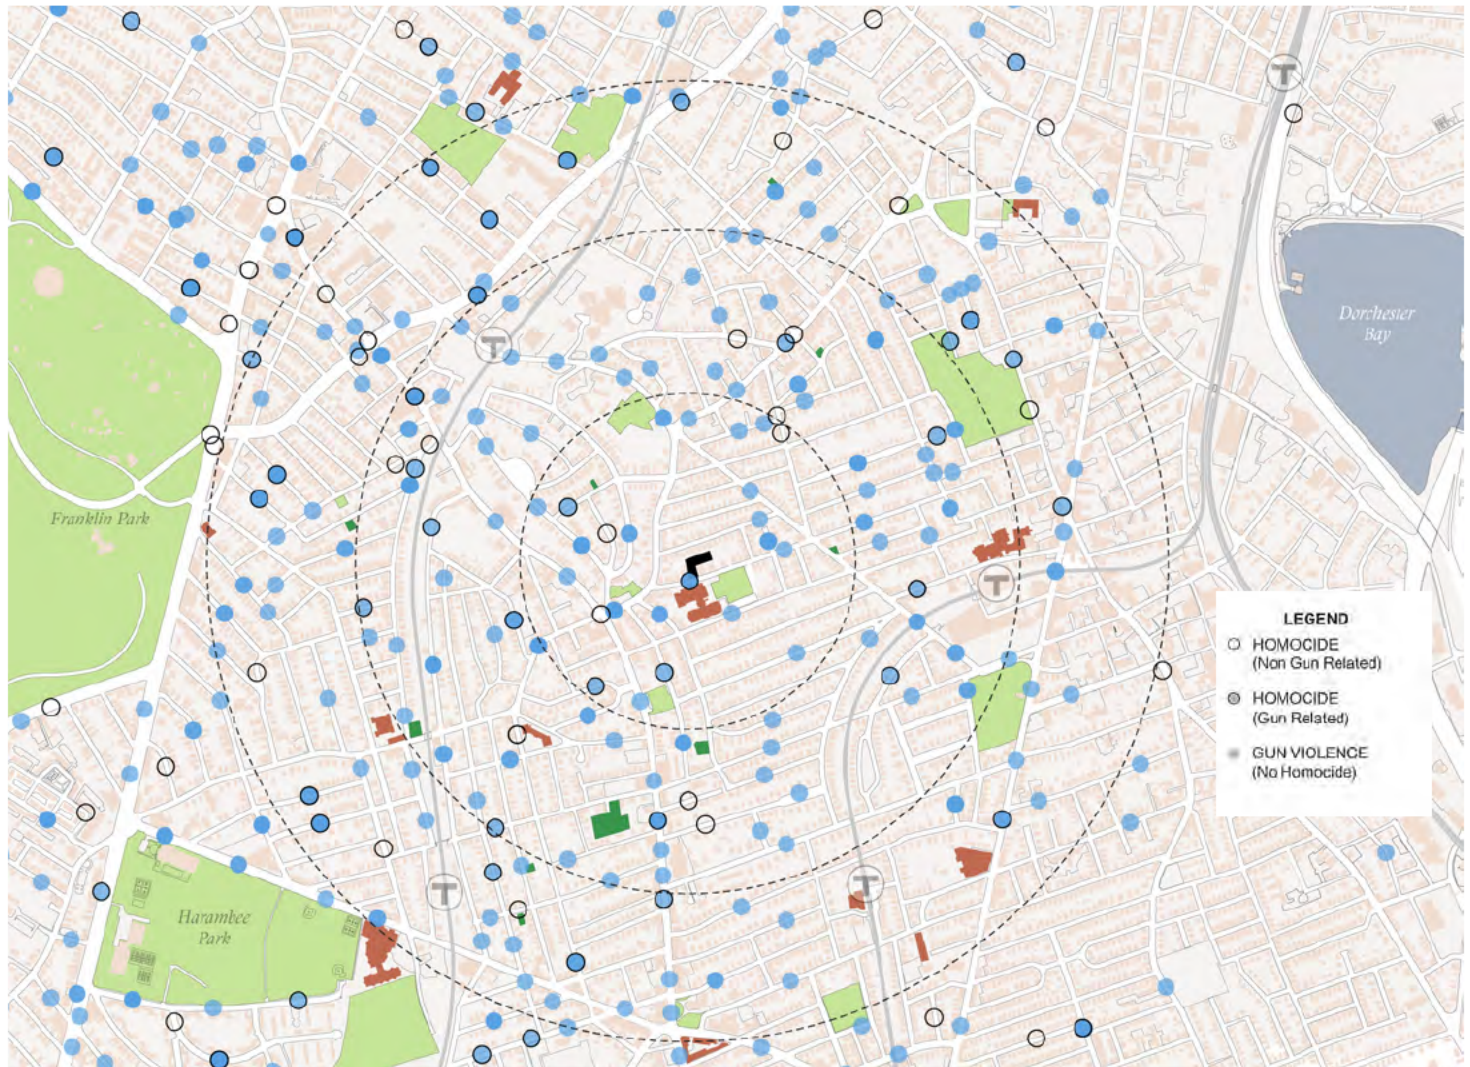 T
T
Dorchester
Bay
Franklin Park
T
LEGEND
HOMOCIDE
(Non Gun Related)
HOMOCIDE
(Gun Related)
GUN VIOLENCE
(No Homocide)
T
T
Harambee
Park